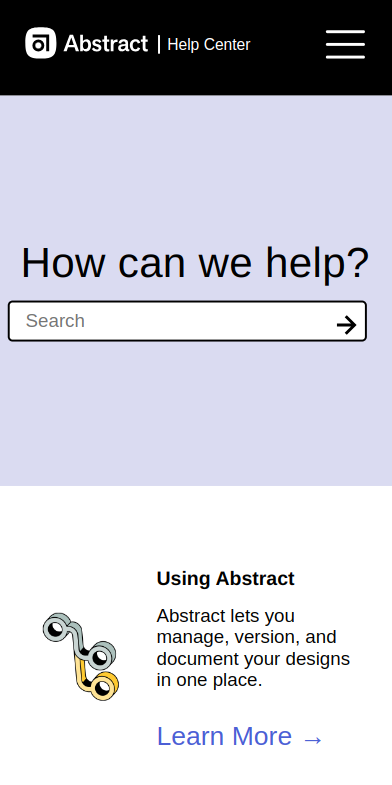 Abstract | Help Center
How can we help?
Search
Using Abstract
Abstract lets you
manage, version, and
document your designs
in one place.
Learn More →